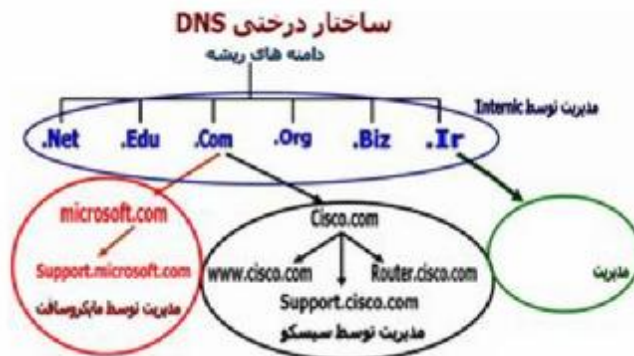 ساختار درختی DNS
دامنه های ریشه
مدیریت توسط Internic
.Net .Edu .Com .Org .Biz .Ir
microsoft.com
Support.microsoft.com
مدیریت توسط مایکروسافت
Cisco.com
www.cisco.com Router.cisco.com
Support.cisco.com
مدیریت توسط سیسکو
مدیریت